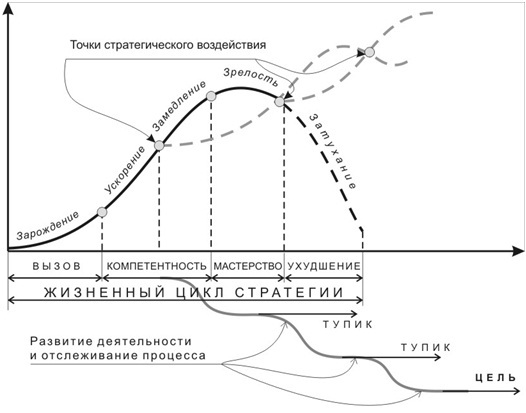 Точки стратегического воздействия
Зарождение
Ускорение
Замедление
Зрелость
Затухание
ВЫЗОВ
КОМПЕТЕНТНОСТЬ
МАСТЕРСТВО
УХУДШЕНИЕ
ЖИЗНЕННЫЙ ЦИКЛ СТРАТЕГИИ
ТУПИК
Развитие деятельности
и отслеживание процесса
ТУПИК
ЦЕЛЬ